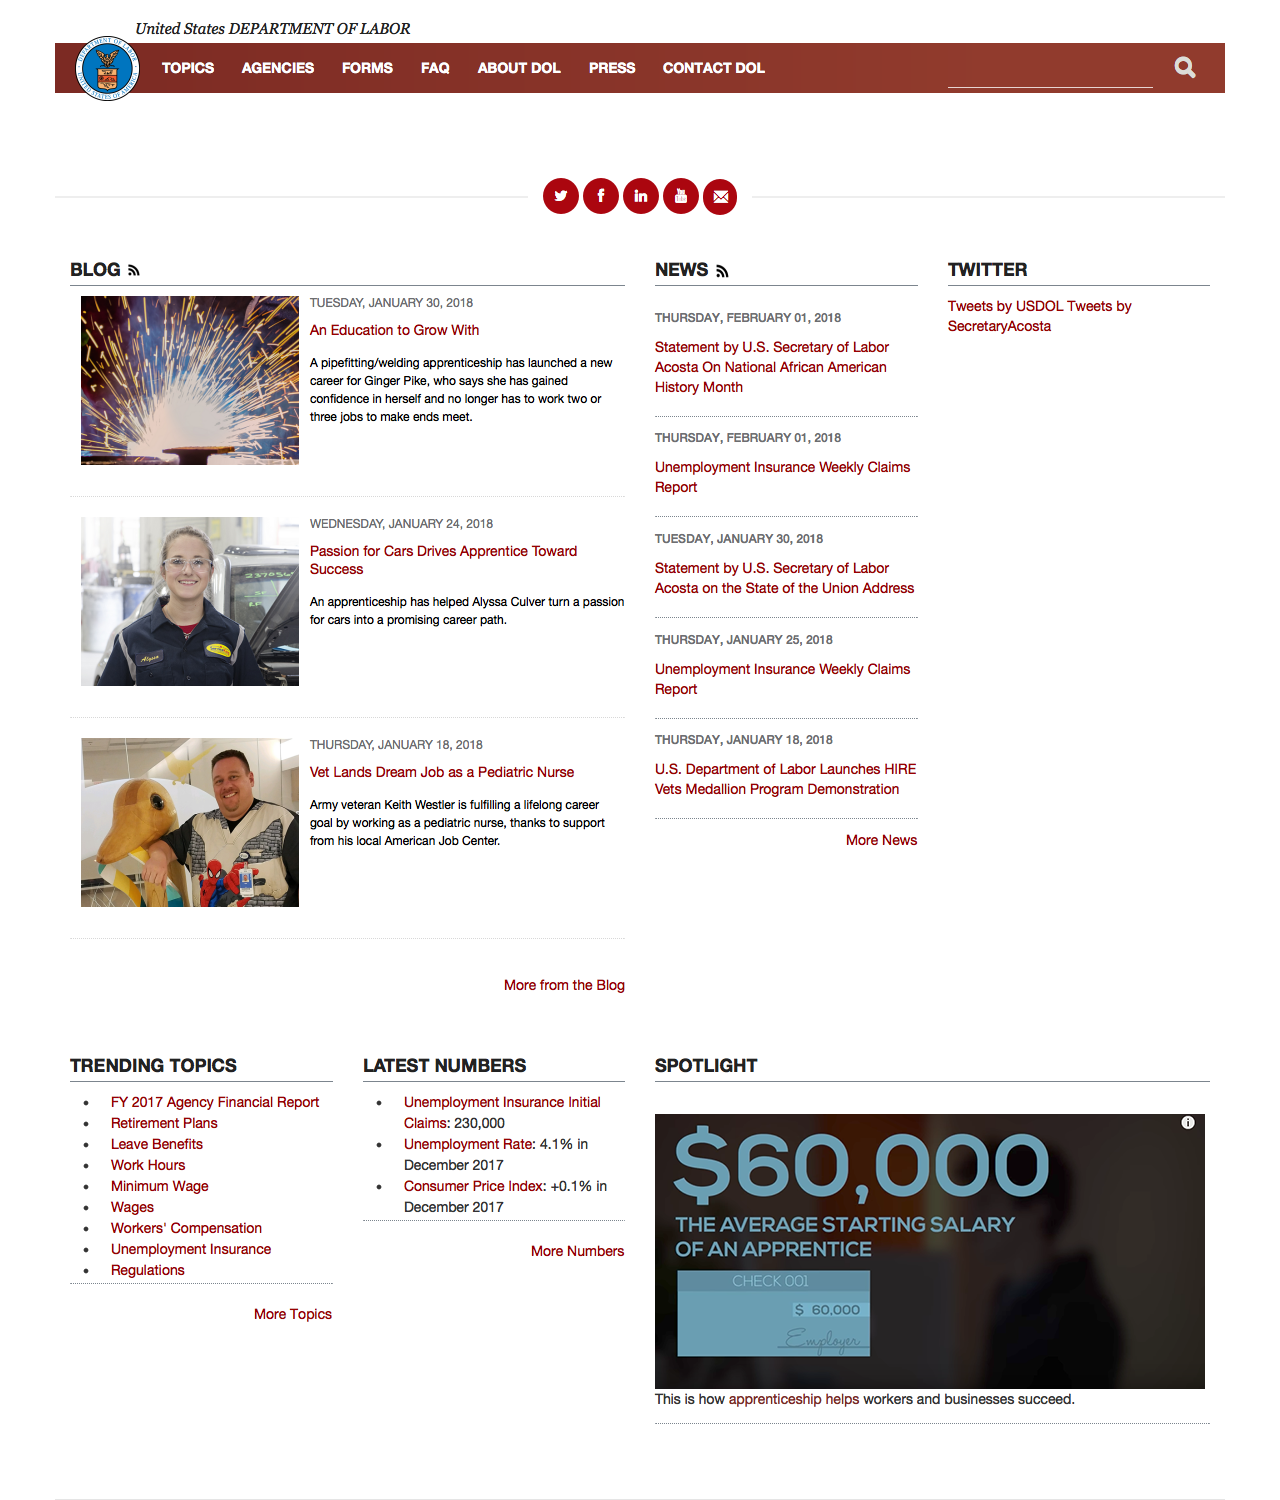 United States DEPARTMENT OF LABOR
TOPICS AGENCIES FORMS FAQ ABOUT DOL PRESS CONTACT DOL
BLOG
TUESDAY, JANUARY 30, 2018
An Education to Grow With
A pipefitting/welding apprenticeship has launched a new
career for Ginger Pike, who says she has gained
confidence in herself and no longer has to work two or
three jobs to make ends meet.
WEDNESDAY, JANUARY 24, 2018
Passion for Cars Drives Apprentice Toward
Success
An apprenticeship has helped Alyssa Culver turn a passion
for cars into a promising career path.
THURSDAY, JANUARY 18, 2018
Vet Lands Dream Job as a Pediatric Nurse
Army veteran Keith Westler is fulfilling a lifelong career
goal by working as a pediatric nurse, thanks to support
from his local American Job Center.
More from the Blog
NEWS
THURSDAY, FEBRUARY 01, 2018
Statement by U.S. Secretary of Labor
Acosta On National African American
History Month
THURSDAY, FEBRUARY 01, 2018
Unemployment Insurance Weekly Claims
Report
TUESDAY, JANUARY 30, 2018
Statement by U.S. Secretary of Labor
Acosta on the State of the Union Address
THURSDAY, JANUARY 25, 2018
Unemployment Insurance Weekly Claims
Report
THURSDAY, JANUARY 18, 2018
U.S. Department of Labor Launches HIRE
Vets Medallion Program Demonstration
More News
TWITTER
Tweets by USDOL Tweets by
SecretaryAcosta
TRENDING TOPICS
FY 2017 Agency Financial Report
Retirement Plans
Leave Benefits
Work Hours
Minimum Wage
Wages
Workers' Compensation
Unemployment Insurance
Regulations
More Topics
LATEST NUMBERS
Unemployment Insurance Initial
Claims: 230,000
Unemployment Rate: 4.1% in
December 2017
Consumer Price Index: +0.1% in
December 2017
More Numbers
SPOTLIGHT
$60,000
THE AVERAGE STARTING SALARY
OF AN APPRENTICE
CHECK 001
$ 60,000
Employer
This is how apprenticeship helps workers and businesses succeed.